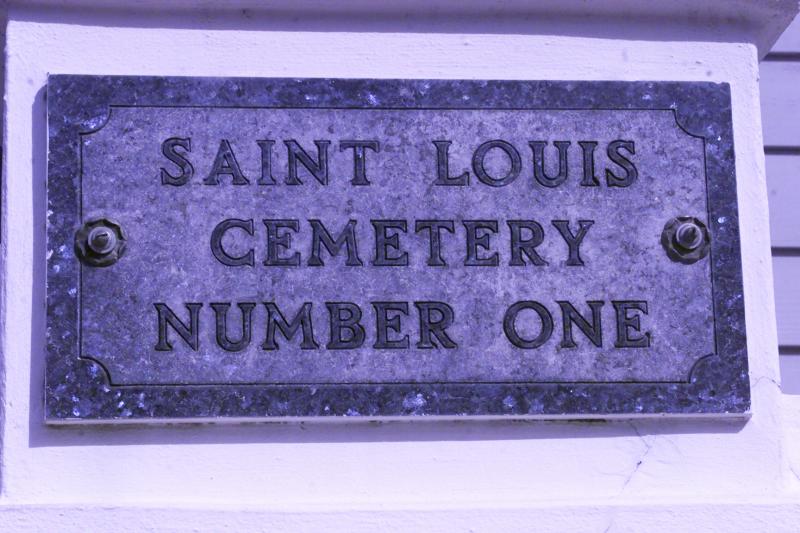 SAINT LOUIS
CEMETERY
NUMBER ONE